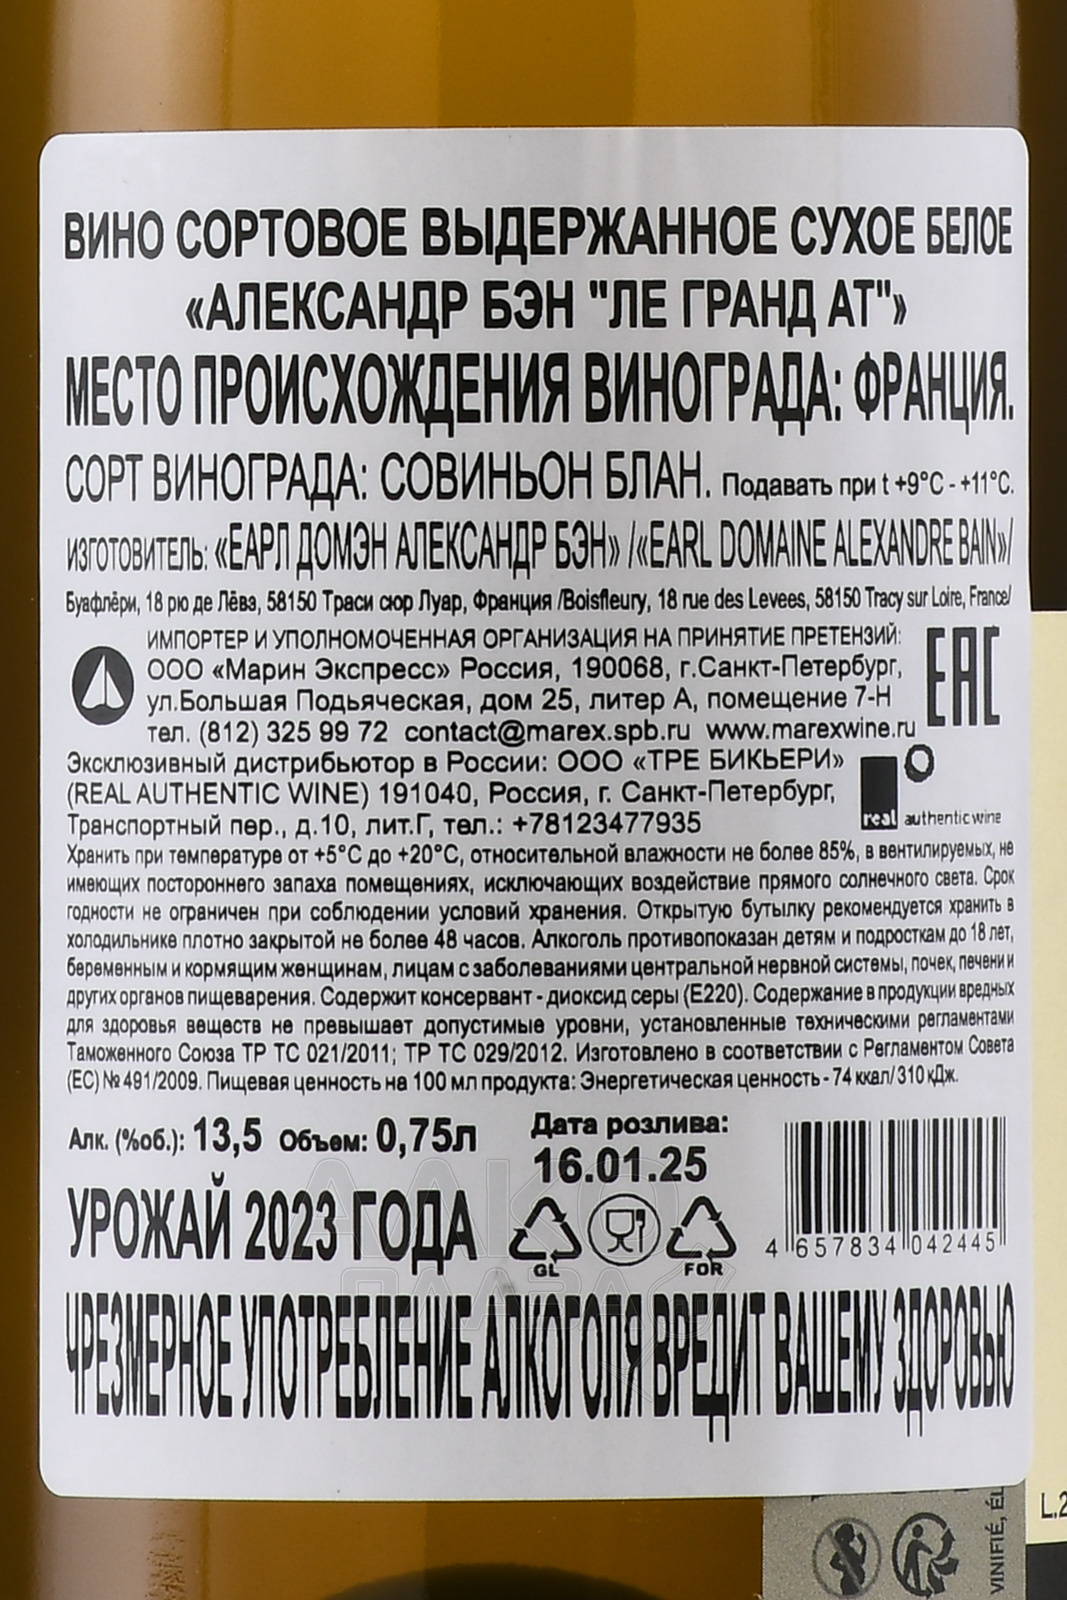 ВИНО СОРТОВОЕ ВЫДЕРЖАННОЕ СУХОЕ БЕЛОЕ
«АЛЕКСАНДР БЭН "ЛЕ ГРАНД АТ"»
МЕСТО ПРОИСХОЖДЕНИЯ ВИНОГРАДА: ФРАНЦИЯ.
СОРТ ВИНОГРАДА: СОВИНЬОН БЛАН. Подавать при t +9°C - +11°C.
ИЗГОТОВИТЕЛЬ: «ЕАРЛ ДОМЭН АЛЕКСАНДР БЭН» /«EARL DOMAINE ALEXANDRE BAIN»/
Буафлёри, 18 рю де Лёвэ, 58150 Траси сюр Луар, Франция /Boisfleury, 18 rue des Levees, 58150 Tracy sur Loire, France/
ИМПОРТЕР И УПОЛНОМОЧЕННАЯ ОРГАНИЗАЦИЯ НА ПРИНЯТИЕ ПРЕТЕНЗИЙ:
ООО «Марин Экспресс» Россия, 190068, г.Санкт-Петербург,
ул.Большая Подьяческая, дом 25, литер А, помещение 7-Н
тел. (812) 325 99 72 contact@marex.spb.ru www.marexwine.ru
EAC
Эксклюзивный дистрибьютор в России: ООО «ТРЕ БИКЬЕРИ»
(REAL AUTHENTIC WINE) 191040, Россия, г. Санкт-Петербург,
Транспортный пер., д.10, лит.Г, тел.: +78123477935
real authentic wine
Хранить при температуре от +5°C до +20°C, относительной влажности не более 85%, в вентилируемых, не
имеющих постороннего запаха помещениях, исключающих воздействие прямого солнечного света. Срок
годности не ограничен при соблюдении условий хранения. Открытую бутылку рекомендуется хранить в
холодильнике плотно закрытой не более 48 часов. Алкоголь противопоказан детям и подросткам до 18 лет,
беременным и кормящим женщинам, лицам с заболеваниями центральной нервной системы, почек, печени и
других органов пищеварения. Содержит консервант - диоксид серы (Е220). Содержание в продукции вредных
для здоровья веществ не превышает допустимые уровни, установленные техническими регламентами
Таможенного Союза ТР ТС 021/2011; ТР ТС 029/2012. Изготовлено в соответствии с Регламентом Совета
(ЕС) № 491/2009. Пищевая ценность на 100 мл продукта: Энергетическая ценность - 74 ккал/ 310 кДж.
Алк. (%об.): 13,5 Объем: 0,75л
Дата розлива:
16.01.25
УРОЖАЙ 2023 ГОДА
GL
FOR
4 657834 042445
ЧРЕЗМЕРНОЕ УПОТРЕБЛЕНИЕ АЛКОГОЛЯ ВРЕДИТ ВАШЕМУ ЗДОРОВЬЮ
АЛКО
ПЛАЗА
VINIFIÉ, ÉL
L.2